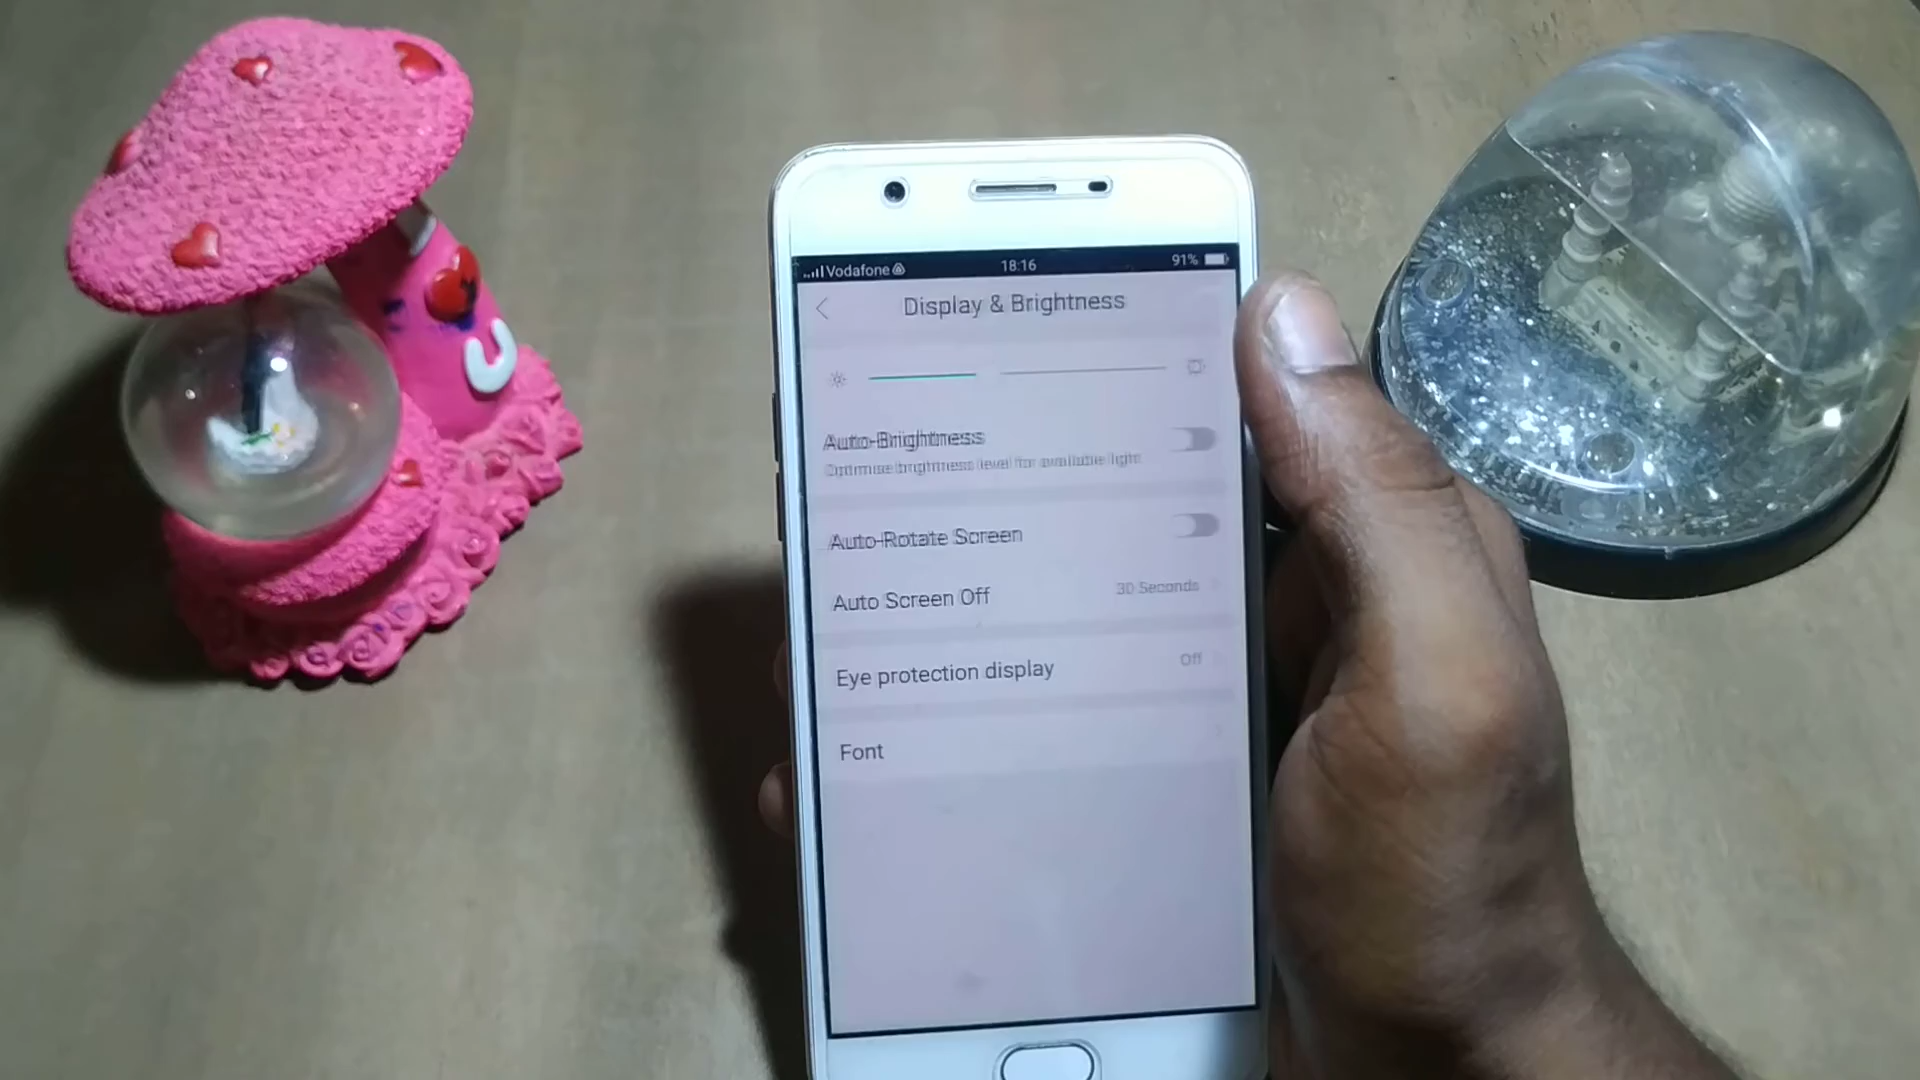 Vodafone 18:16 91%
Display & Brightness
Auto-Brightness
Optimise brightness level for available light
Auto-Rotate Screen
Auto Screen Off 30 Seconds
Eye protection display Off
Font